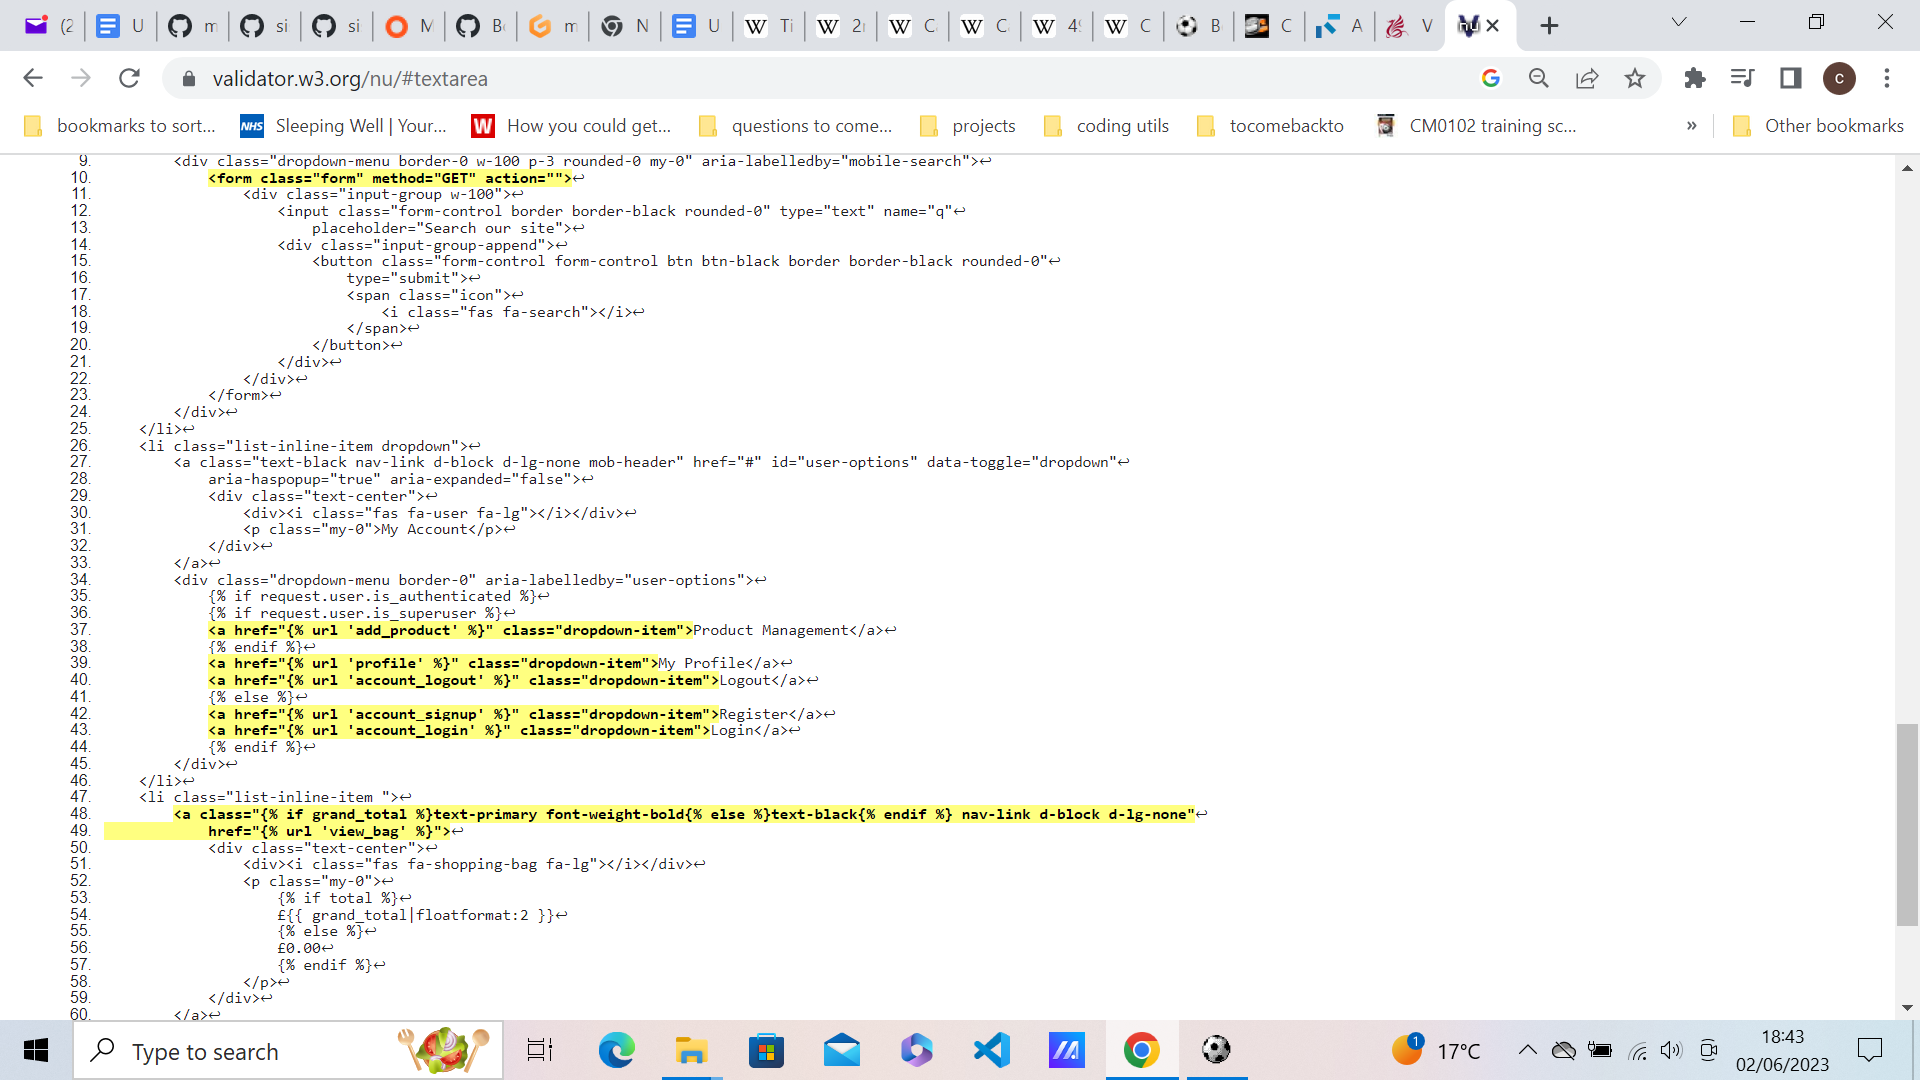 (2
U
m
si
si
M
Bo
m
N
U
Ti
2r
C
C
49
C
B
C
A
V
validator.w3.org/nu/#textarea
c
bookmarks to sort...
NHS Sleeping Well | Your...
W How you could get...
questions to come...
projects
coding utils
tocomebackto
CM0102 training sc...
»
Other bookmarks
9. <div class="dropdown-menu border-0 w-100 p-3 rounded-0 my-0" aria-labelledby="mobile-search">↩
10. <form class="form" method="GET" action="">↩
11. <div class="input-group w-100">↩
12. <input class="form-control border border-black rounded-0" type="text" name="q"↩
13. placeholder="Search our site">↩
14. <div class="input-group-append">↩
15. <button class="form-control form-control btn btn-black border border-black rounded-0"↩
16. type="submit">↩
17. <span class="icon">↩
18. <i class="fas fa-search"></i>↩
19. </span>↩
20. </button>↩
21. </div>↩
22. </div>↩
23. </form>↩
24. </div>↩
25. </li>↩
26. <li class="list-inline-item dropdown">↩
27. <a class="text-black nav-link d-block d-lg-none mob-header" href="#" id="user-options" data-toggle="dropdown"↩
28. aria-haspopup="true" aria-expanded="false">↩
29. <div class="text-center">↩
30. <div><i class="fas fa-user fa-lg"></i></div>↩
31. <p class="my-0">My Account</p>↩
32. </div>↩
33. </a>↩
34. <div class="dropdown-menu border-0" aria-labelledby="user-options">↩
35. {% if request.user.is_authenticated %}↩
36. {% if request.user.is_superuser %}↩
37. <a href="{% url 'add_product' %}" class="dropdown-item">Product Management</a>↩
38. {% endif %}↩
39. <a href="{% url 'profile' %}" class="dropdown-item">My Profile</a>↩
40. <a href="{% url 'account_logout' %}" class="dropdown-item">Logout</a>↩
41. {% else %}↩
42. <a href="{% url 'account_signup' %}" class="dropdown-item">Register</a>↩
43. <a href="{% url 'account_login' %}" class="dropdown-item">Login</a>↩
44. {% endif %}↩
45. </div>↩
46. </li>↩
47. <li class="list-inline-item ">↩
48. <a class="{% if grand_total %}text-primary font-weight-bold{% else %}text-black{% endif %} nav-link d-block d-lg-none"↩
49. href="{% url 'view_bag' %}">↩
50. <div class="text-center">↩
51. <div><i class="fas fa-shopping-bag fa-lg"></i></div>↩
52. <p class="my-0">↩
53. {% if total %}↩
54. £{{ grand_total|floatformat:2 }}↩
55. {% else %}↩
56. £0.00↩
57. {% endif %}↩
58. </p>↩
59. </div>↩
60. </a>↩
Type to search
1
17°C
18:43
02/06/2023